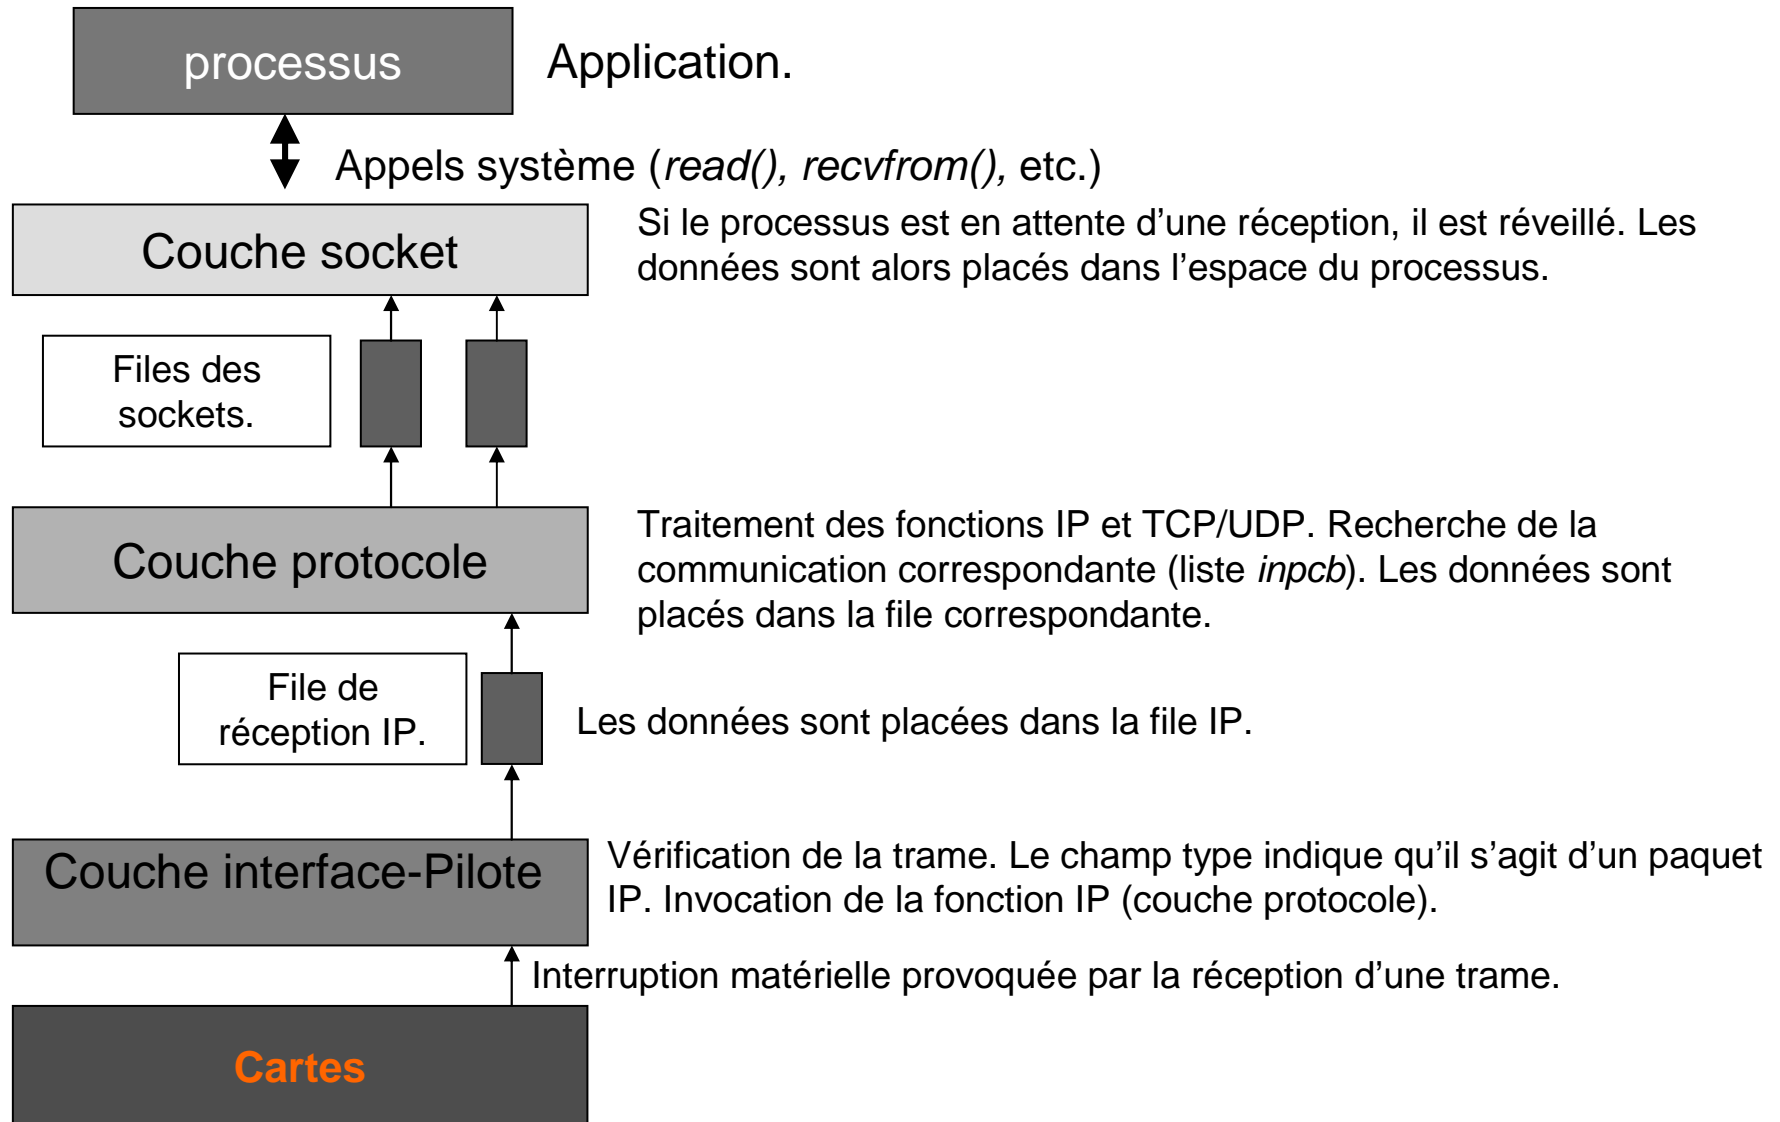 processus
Application.
Appels système (read(), recvfrom(), etc.)
Couche socket
Si le processus est en attente d’une réception, il est réveillé. Les
données sont alors placés dans l’espace du processus.
Files des
sockets.
Couche protocole
Traitement des fonctions IP et TCP/UDP. Recherche de la
communication correspondante (liste inpcb). Les données sont
placés dans la file correspondante.
File de
réception IP.
Les données sont placées dans la file IP.
Couche interface-Pilote
Vérification de la trame. Le champ type indique qu’il s’agit d’un paquet
IP. Invocation de la fonction IP (couche protocole).
Interruption matérielle provoquée par la réception d’une trame.
Cartes